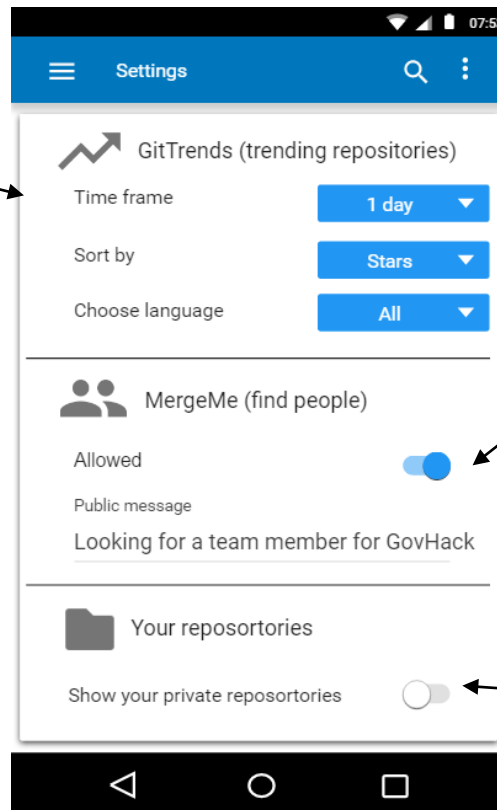 07:5
Settings
GitTrends (trending repositories)
Time frame
1 day
Sort by
Stars
Choose language
All
MergeMe (find people)
Allowed
Public message
Looking for a team member for GovHack
Your reposortories
Show your private reposortories